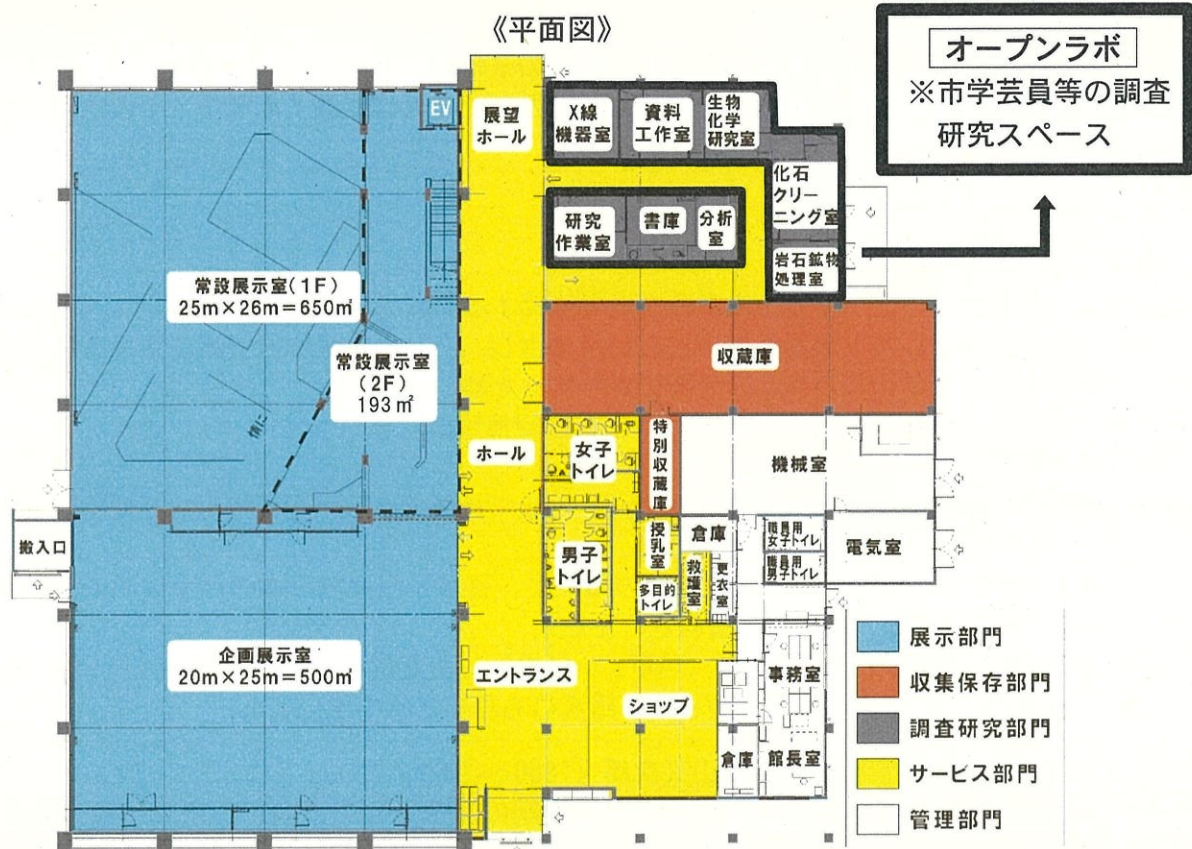 《平面図》
オープンラボ
※市学芸員等の調査
研究スペース
EV
展望
ホール
X線
機器室
資料
工作室
生物
化学
研究室
化石
クリー
ニング室
研究
作業室
書庫
分析
室
岩石鉱物
処理室
常設展示室(1F)
25m×26m=650㎡
常設展示室
(2F)
193㎡
収蔵庫
ホール
女子
トイレ
特別収蔵庫
機械室
搬入口
男子
トイレ
授乳室
倉庫
職員用
女子トイレ
電気室
多目的
トイレ
救護室
更衣室
職員用
男子トイレ
企画展示室
20m×25m=500㎡
エントランス
ショップ
事務室
倉庫
館長室
展示部門
収集保存部門
調査研究部門
サービス部門
管理部門